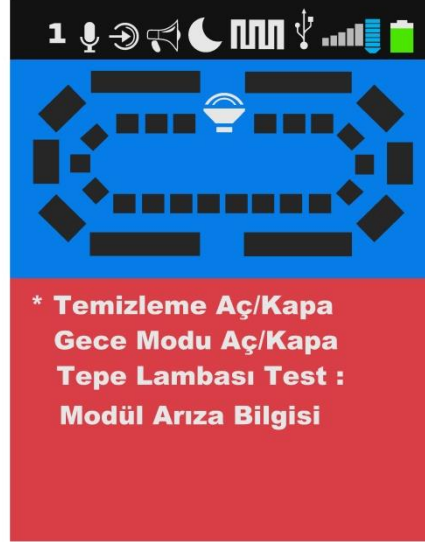 1
* Temizleme Aç/Kapa
Gece Modu Aç/Kapa
Tepe Lambası Test :
Modül Arıza Bilgisi